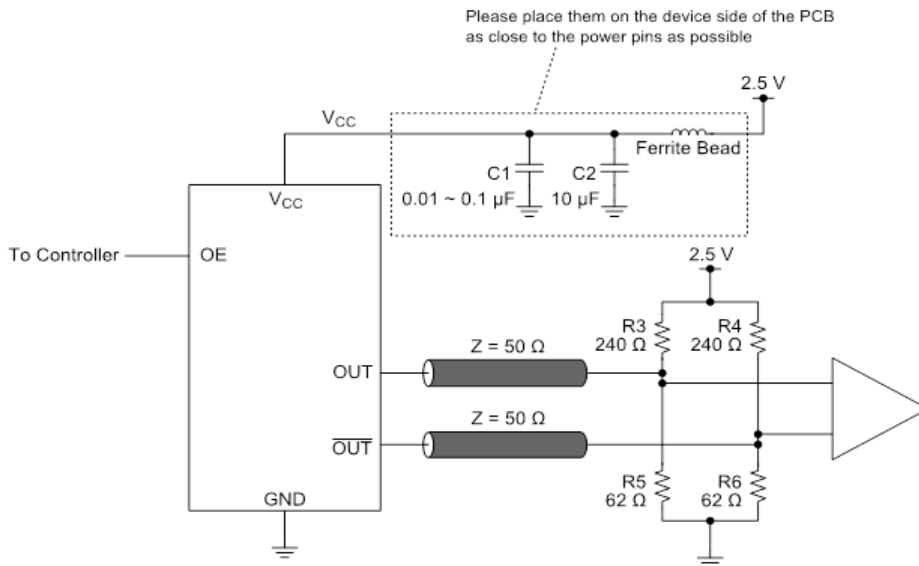 Please place them on the device side of the PCB
as close to the power pins as possible
2.5 V
VCC
Ferrite Bead
C1
C2
0.01 ~ 0.1 µF
10 µF
VCC
To Controller
OE
2.5 V
R3
240 Ω
R4
240 Ω
Z = 50 Ω
OUT
Z = 50 Ω
OUT
R5
62 Ω
R6
62 Ω
GND